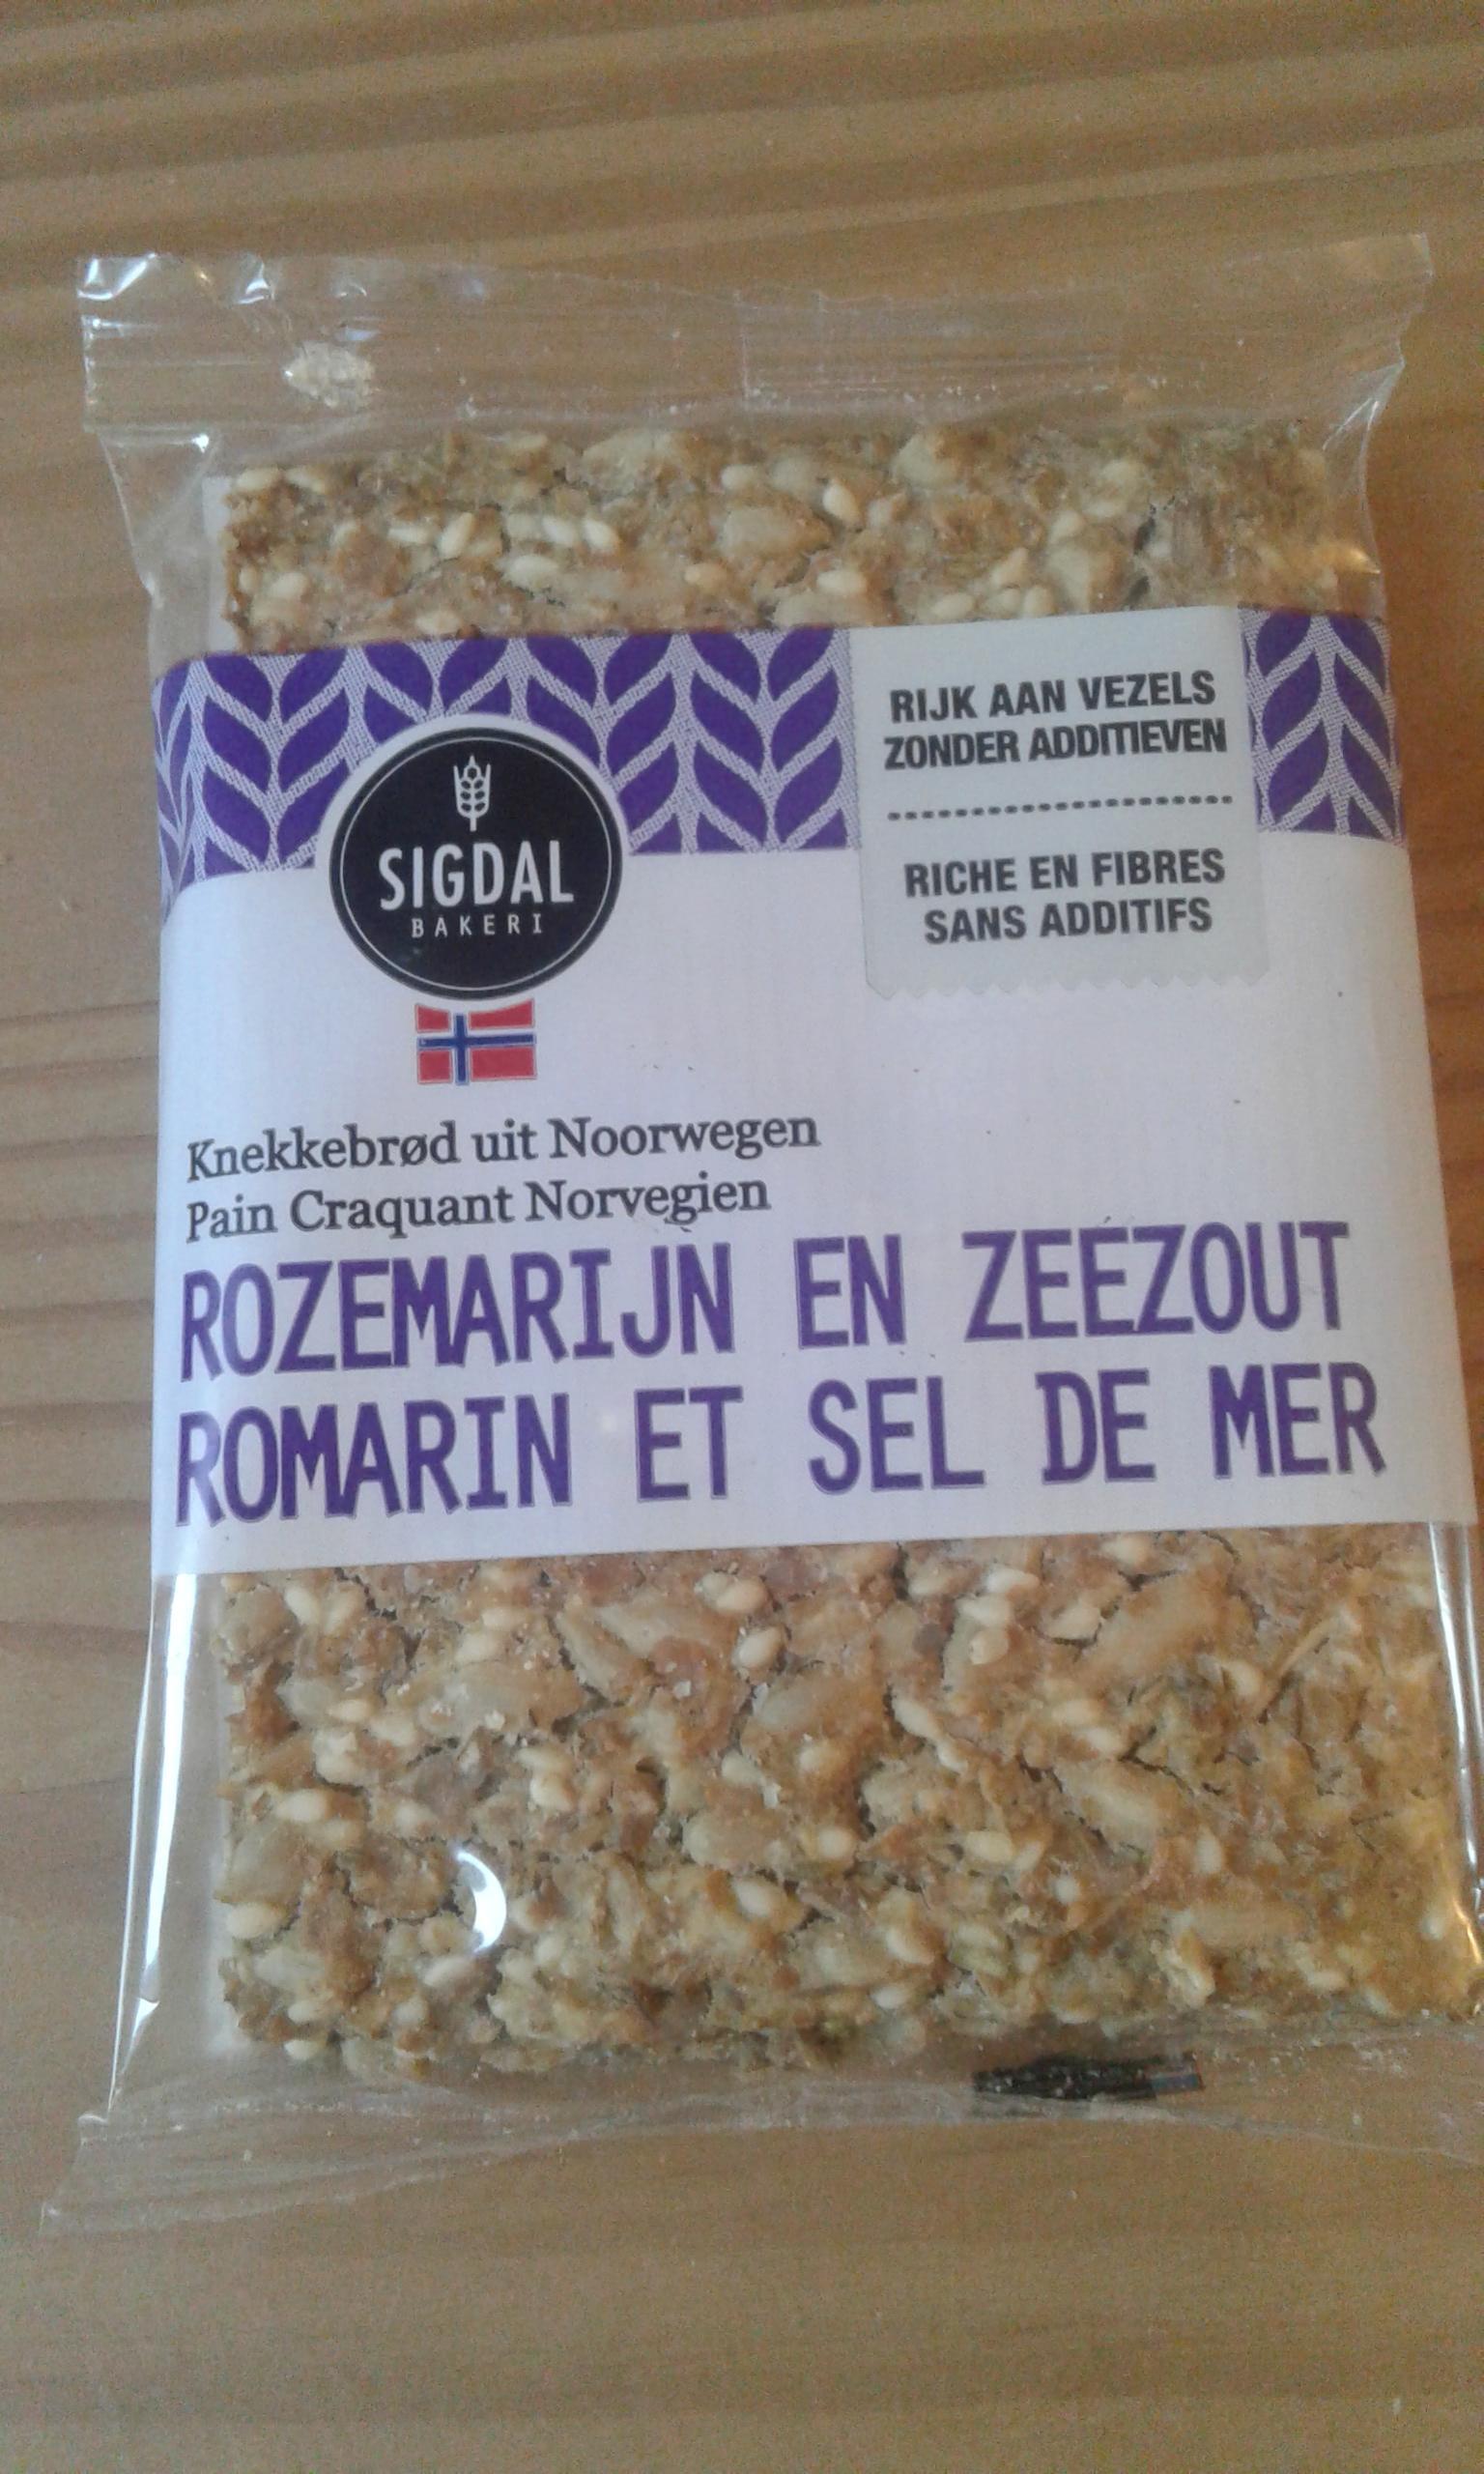 RIJK AAN VEZELS
ZONDER ADDITIEVEN
RICHE EN FIBRES
SANS ADDITIFS
SIGDAL
BAKERI
Knekkebrød uit Noorwegen
Pain Craquant Norvegien
ROZEMARIJN EN ZEEZOUT
ROMARIN ET SEL DE MER